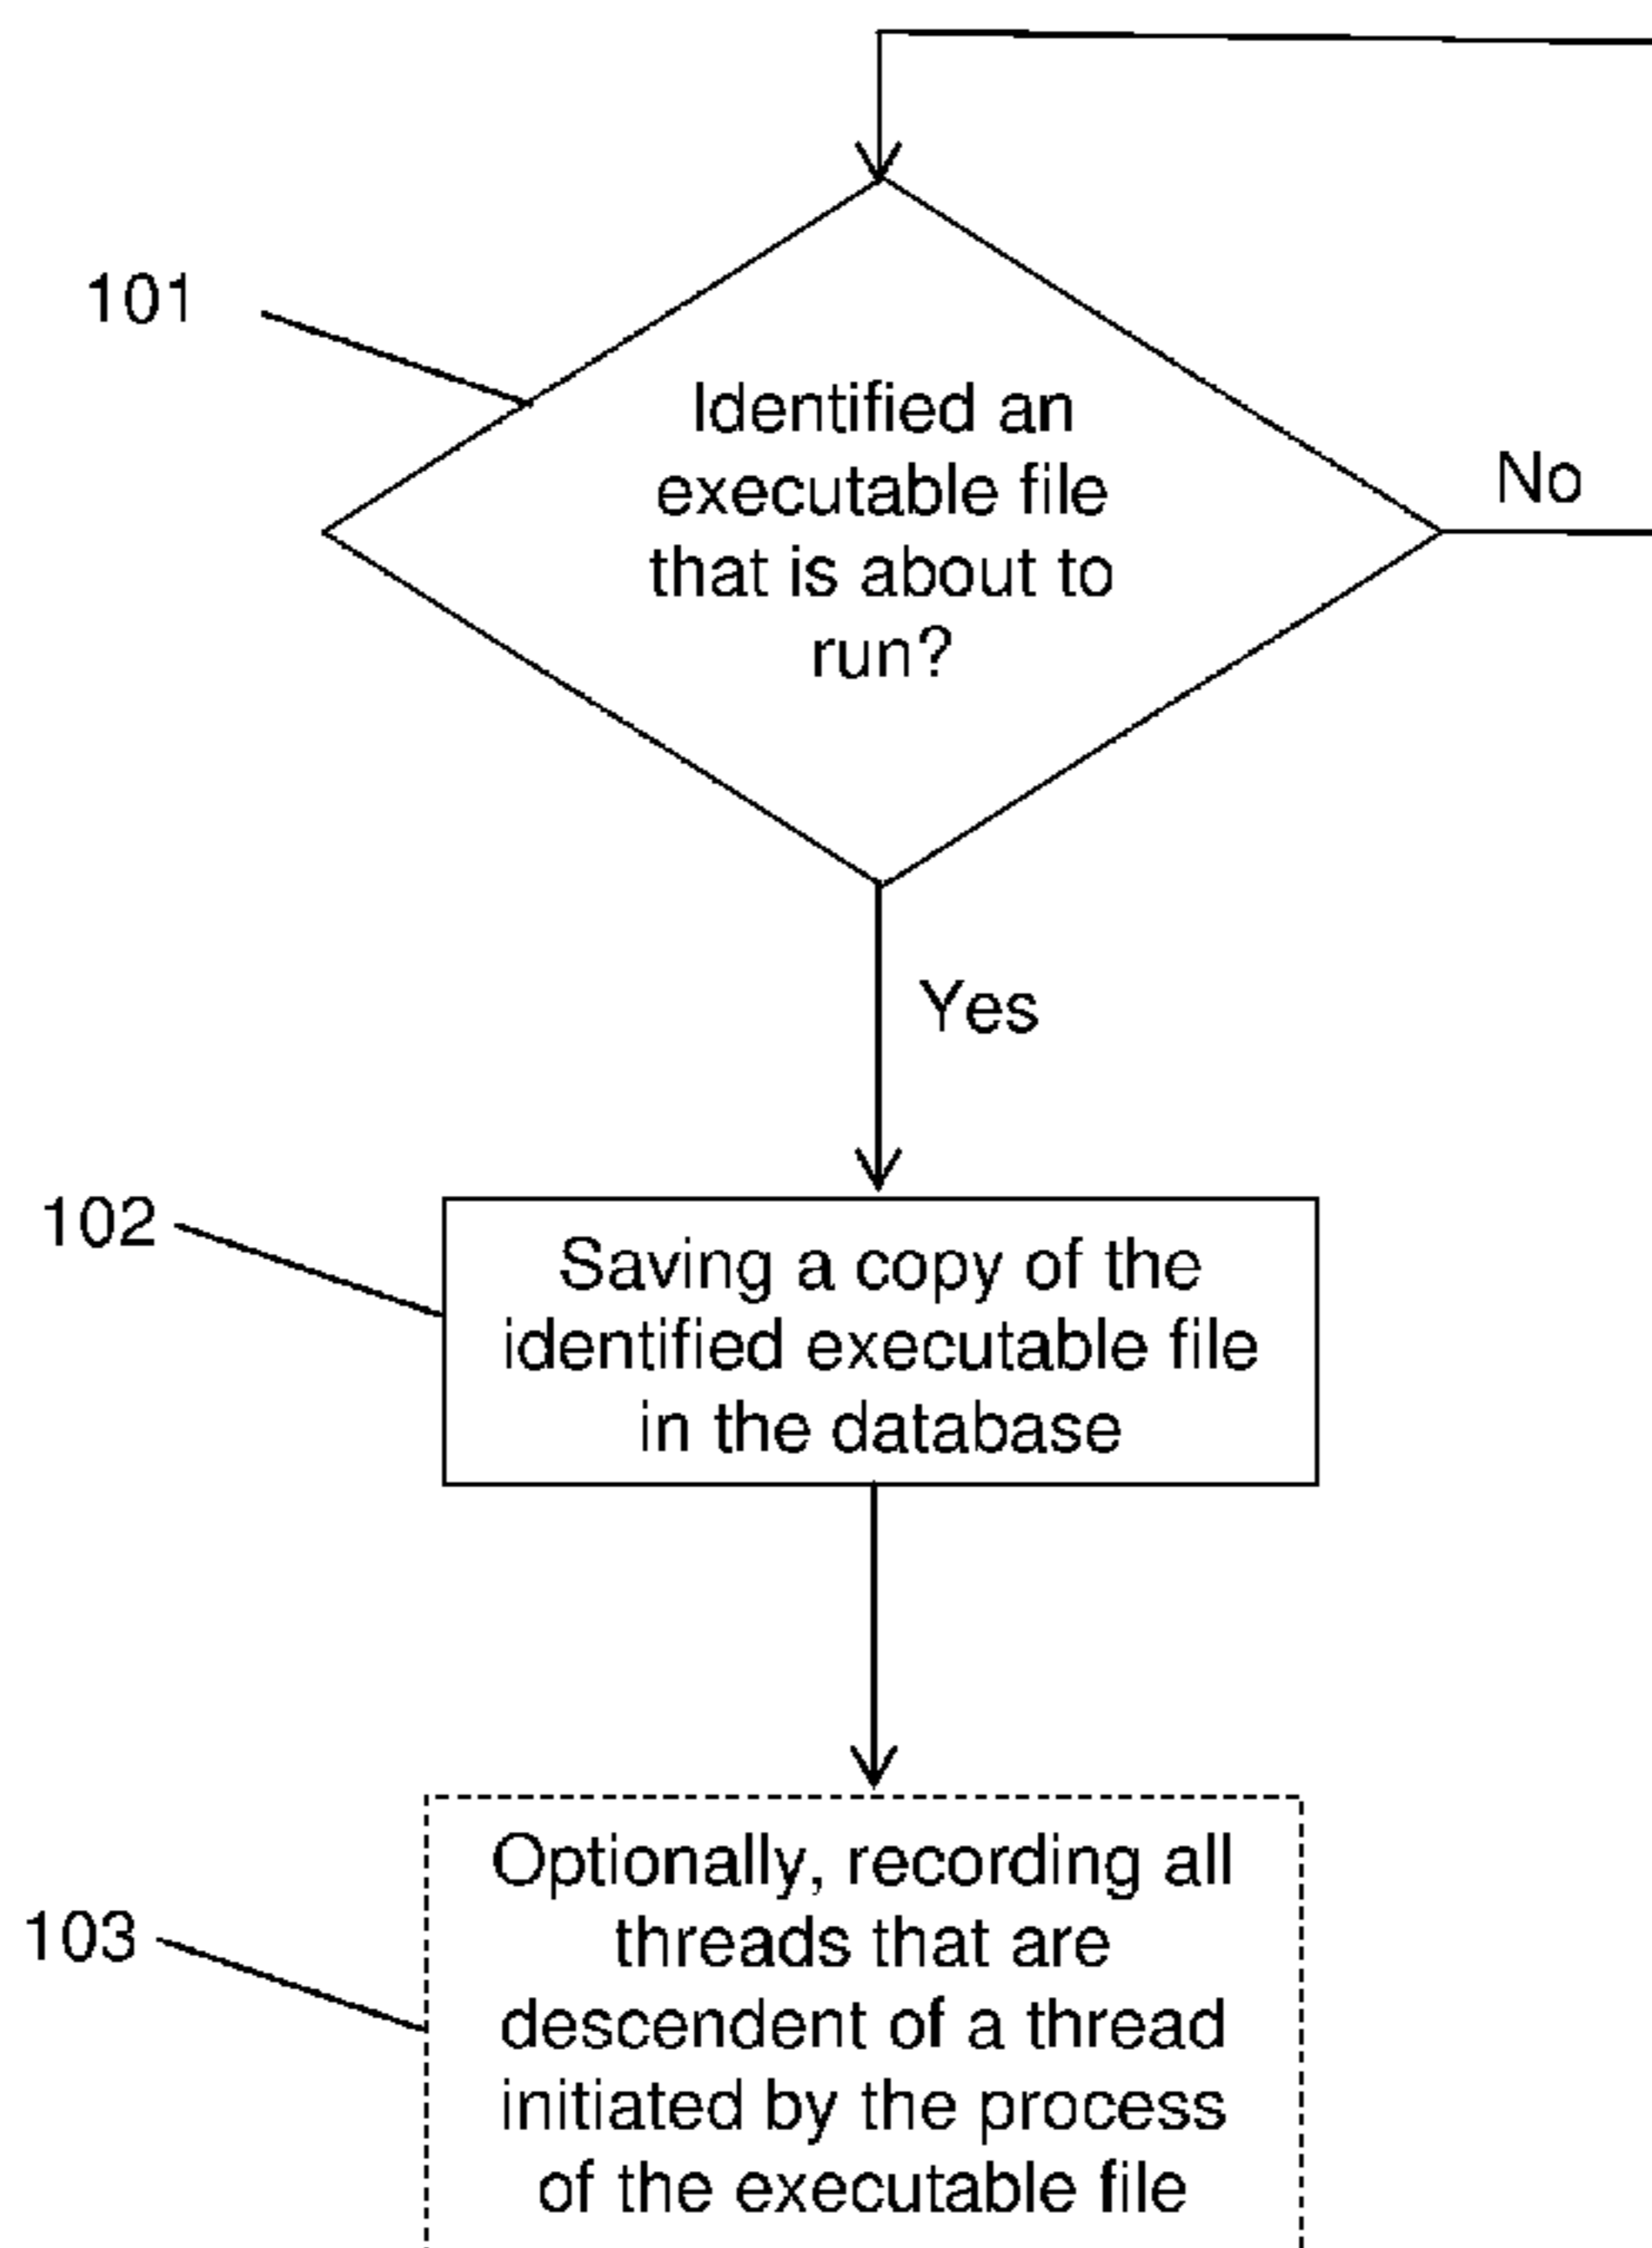 101
Identified an
executable file
that is about to
run?
No
Yes
102
Saving a copy of the
identified executable file
in the database
103
Optionally, recording all
threads that are
descendent of a thread
initiated by the process
of the executable file